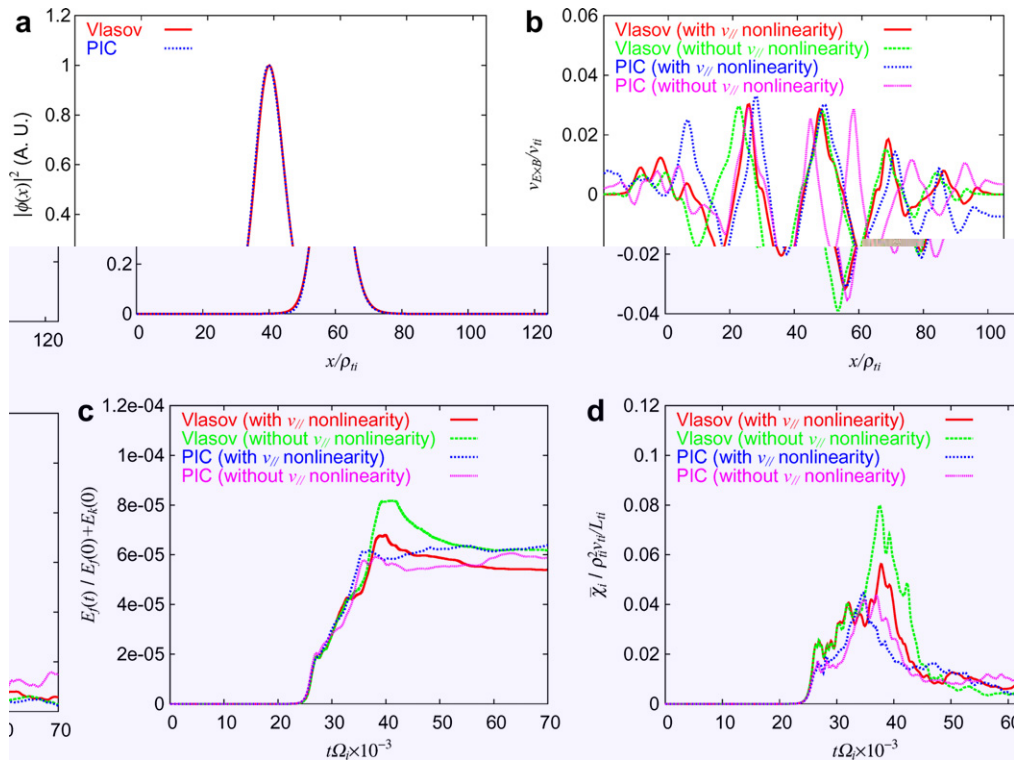 a
1.2
Vlasov
PIC
1
0.8
0.6
|ϕ(x)|² (A. U.)
0.4
0.2
0
120
0 20 40 60 80 100 120
x/ρti
b
0.06
Vlasov (with v// nonlinearity)
Vlasov (without v// nonlinearity)
PIC (with v// nonlinearity)
PIC (without v// nonlinearity)
0.04
0.02
vE×B/vti
0
-0.02
-0.04
0 20 40 60 80 100
x/ρti
c
1.2e-04
Vlasov (with v// nonlinearity)
Vlasov (without v// nonlinearity)
PIC (with v// nonlinearity)
PIC (without v// nonlinearity)
1e-04
8e-05
6e-05
4e-05
2e-05
0
Ef(t) / Ef(0)+Ek(0)
70
0 10 20 30 40 50 60 70
tΩi×10⁻³
d
0.12
Vlasov (with v// nonlinearity)
Vlasov (without v// nonlinearity)
PIC (with v// nonlinearity)
PIC (without v// nonlinearity)
0.1
0.08
0.06
0.04
0.02
0
χ̄i / ρ²ti vti/Lti
0 10 20 30 40 50
tΩi×10⁻³